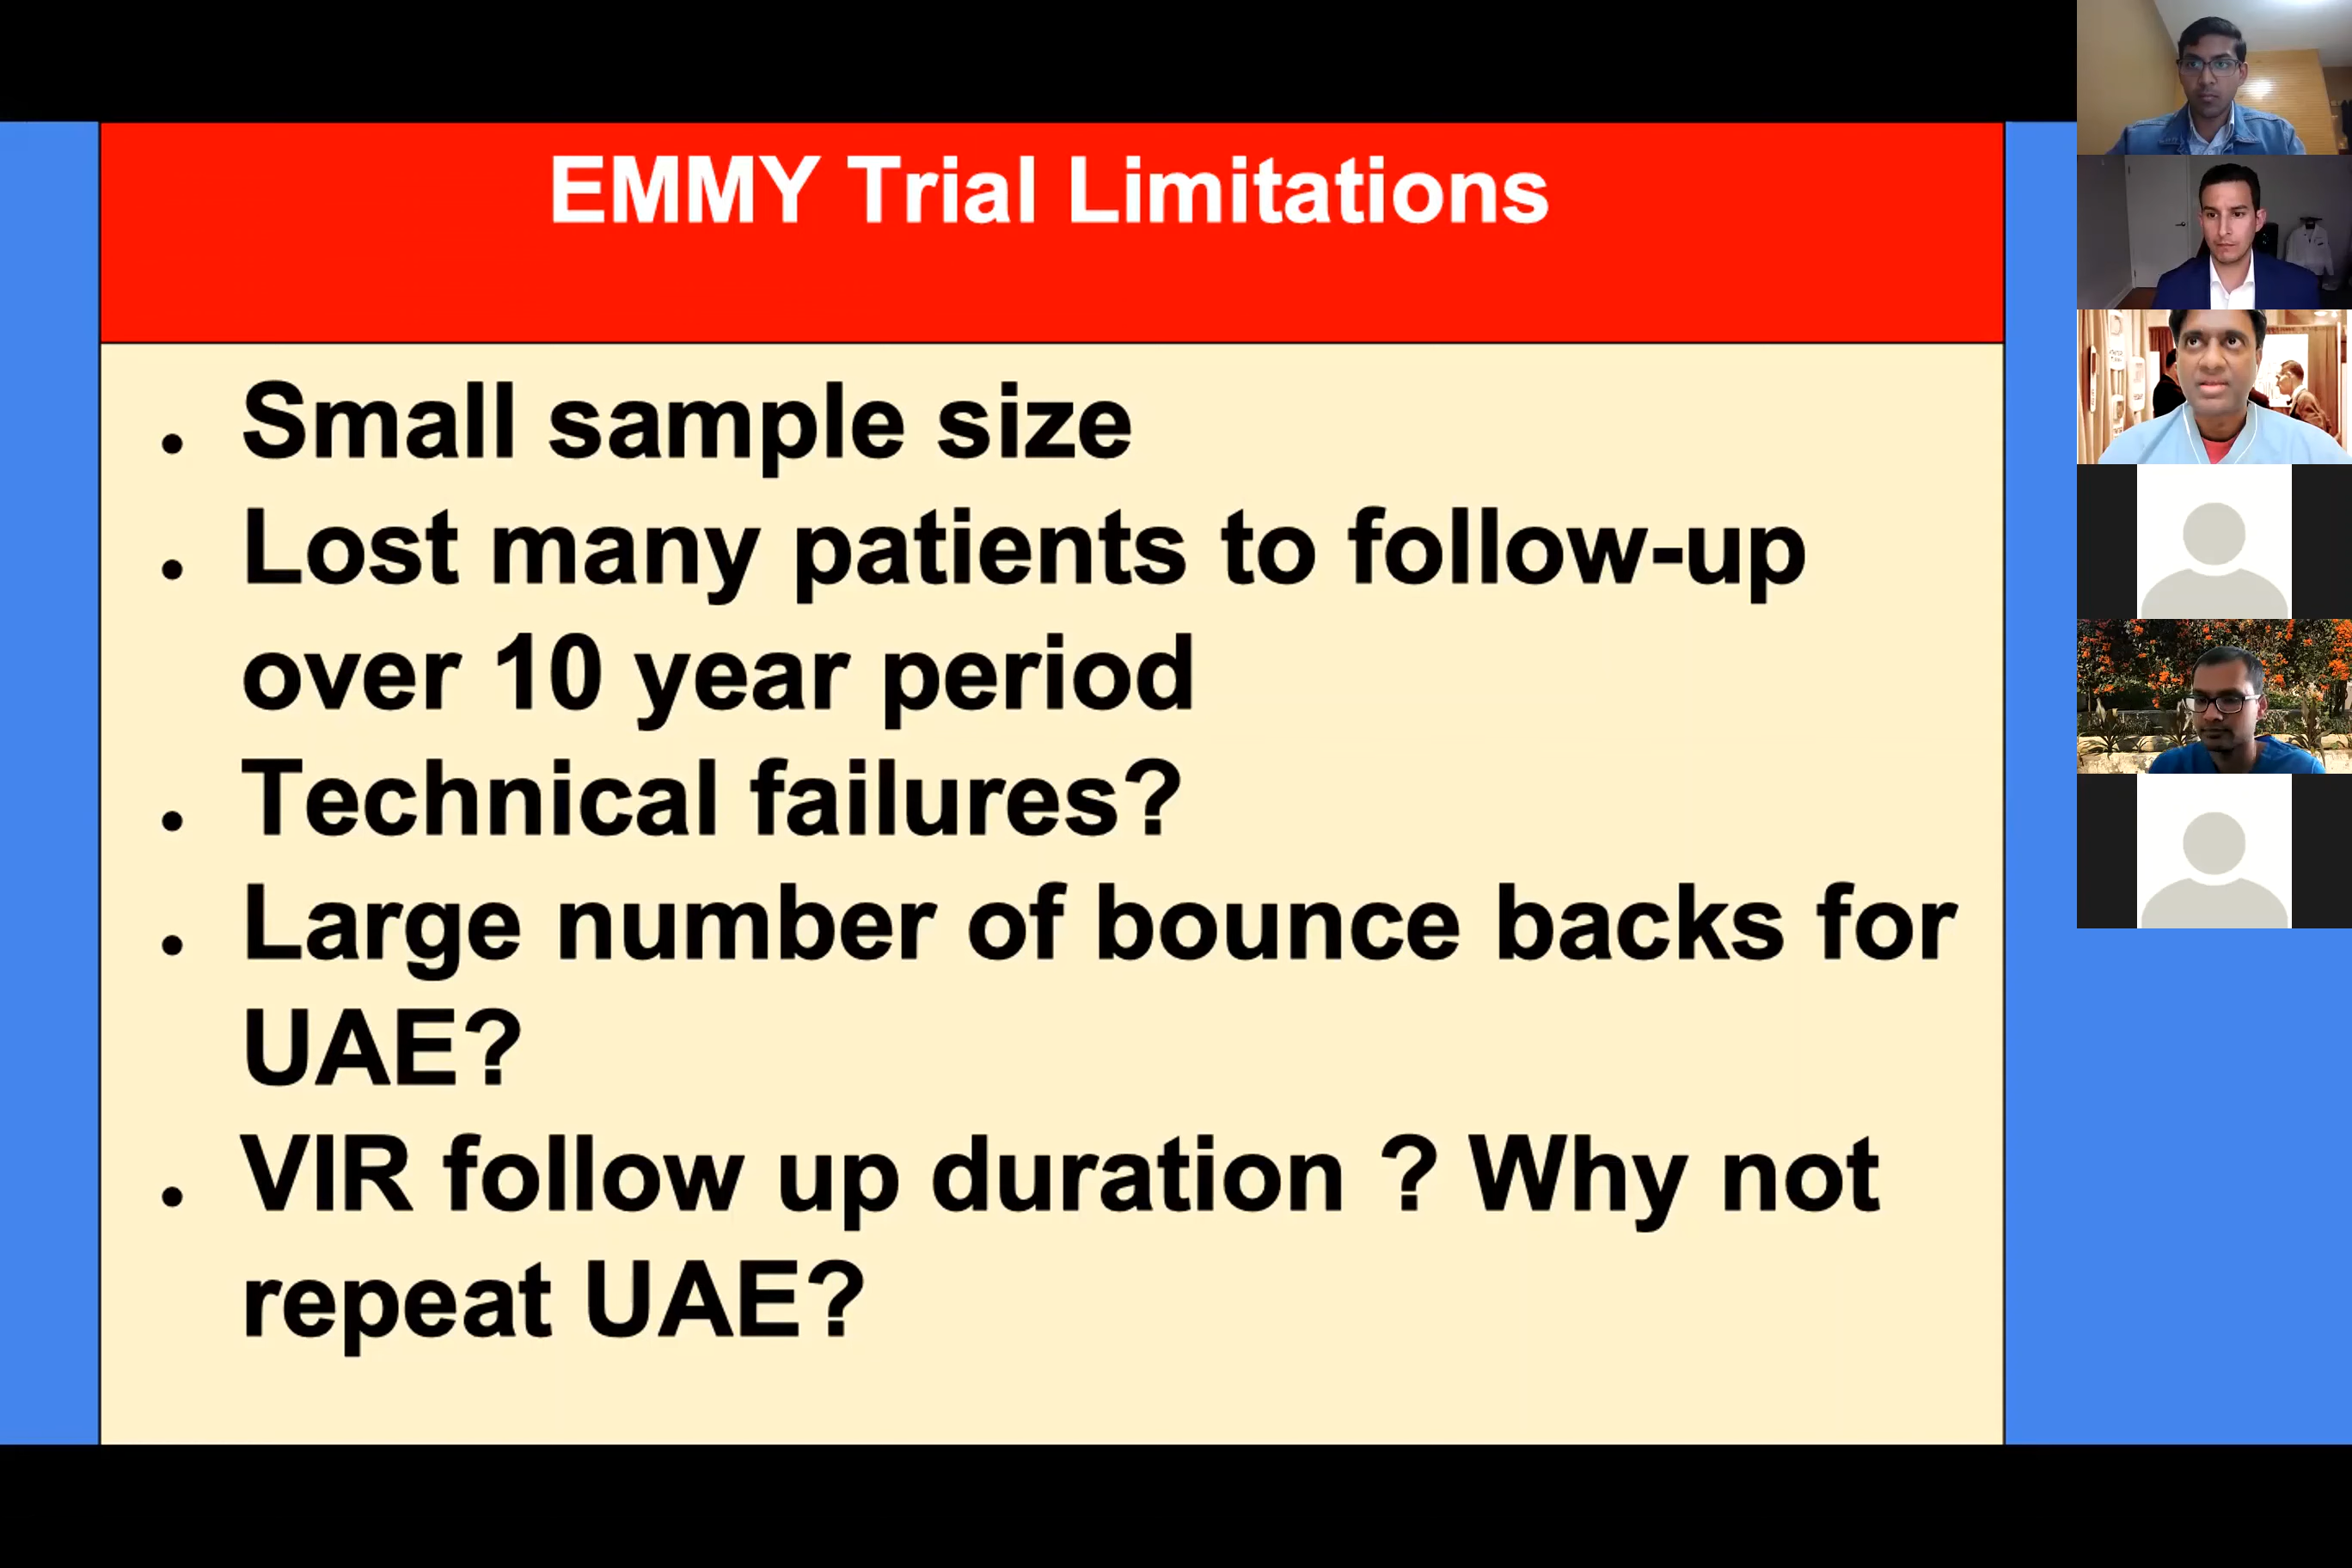 EMMY Trial Limitations
. Small sample size
. Lost many patients to follow-up
over 10 year period
. Technical failures?
. Large number of bounce backs for
UAE?
. VIR follow up duration ? Why not
repeat UAE?